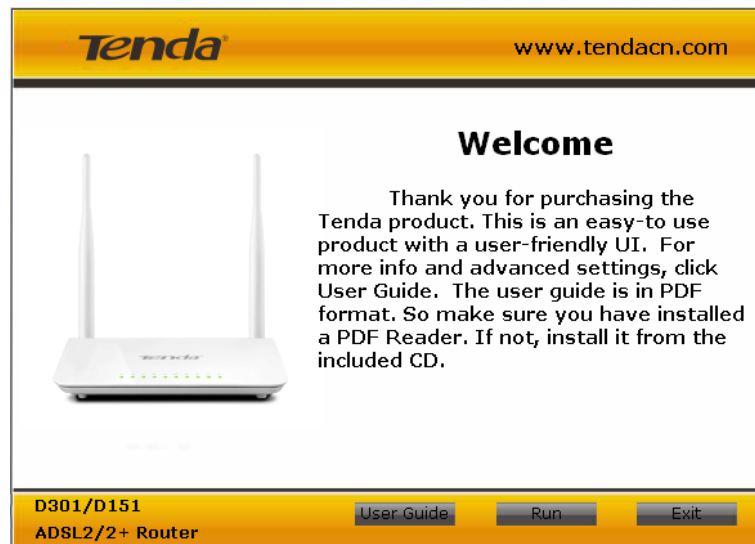 Tenda®
www.tendacn.com
Welcome
Thank you for purchasing the
Tenda product. This is an easy-to use
product with a user-friendly UI.  For
more info and advanced settings, click
User Guide.  The user guide is in PDF
format. So make sure you have installed
a PDF Reader. If not, install it from the
included CD.
Tenda
D301/D151
ADSL2/2+ Router
User Guide
Run
Exit